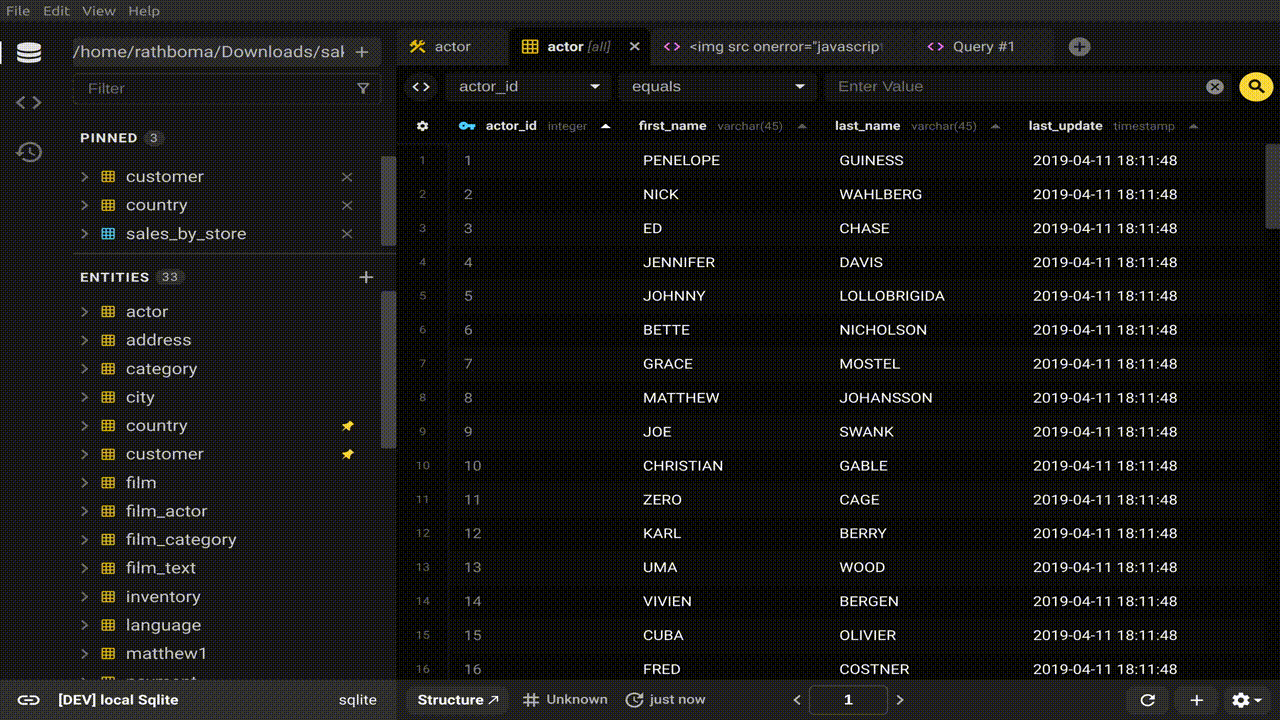 File Edit View Help
/home/rathboma/Downloads/sal
Filter
PINNED 3
customer
country
sales_by_store
ENTITIES 33
actor
address
category
city
country
customer
film
film_actor
film_category
film_text
inventory
language
matthew1
[DEV] local Sqlite sqlite
actor actor [all] <img src onerror="javascrip Query #1
actor_id equals Enter Value
actor_id integer first_name varchar(45) last_name varchar(45) last_update timestamp
1 1 PENELOPE GUINESS 2019-04-11 18:11:48
2 2 NICK WAHLBERG 2019-04-11 18:11:48
3 3 ED CHASE 2019-04-11 18:11:48
4 4 JENNIFER DAVIS 2019-04-11 18:11:48
5 5 JOHNNY LOLLOBRIGIDA 2019-04-11 18:11:48
6 6 BETTE NICHOLSON 2019-04-11 18:11:48
7 7 GRACE MOSTEL 2019-04-11 18:11:48
8 8 MATTHEW JOHANSSON 2019-04-11 18:11:48
9 9 JOE SWANK 2019-04-11 18:11:48
10 10 CHRISTIAN GABLE 2019-04-11 18:11:48
11 11 ZERO CAGE 2019-04-11 18:11:48
12 12 KARL BERRY 2019-04-11 18:11:48
13 13 UMA WOOD 2019-04-11 18:11:48
14 14 VIVIEN BERGEN 2019-04-11 18:11:48
15 15 CUBA OLIVIER 2019-04-11 18:11:48
16 16 FRED COSTNER 2019-04-11 18:11:48
Structure Unknown just now 1